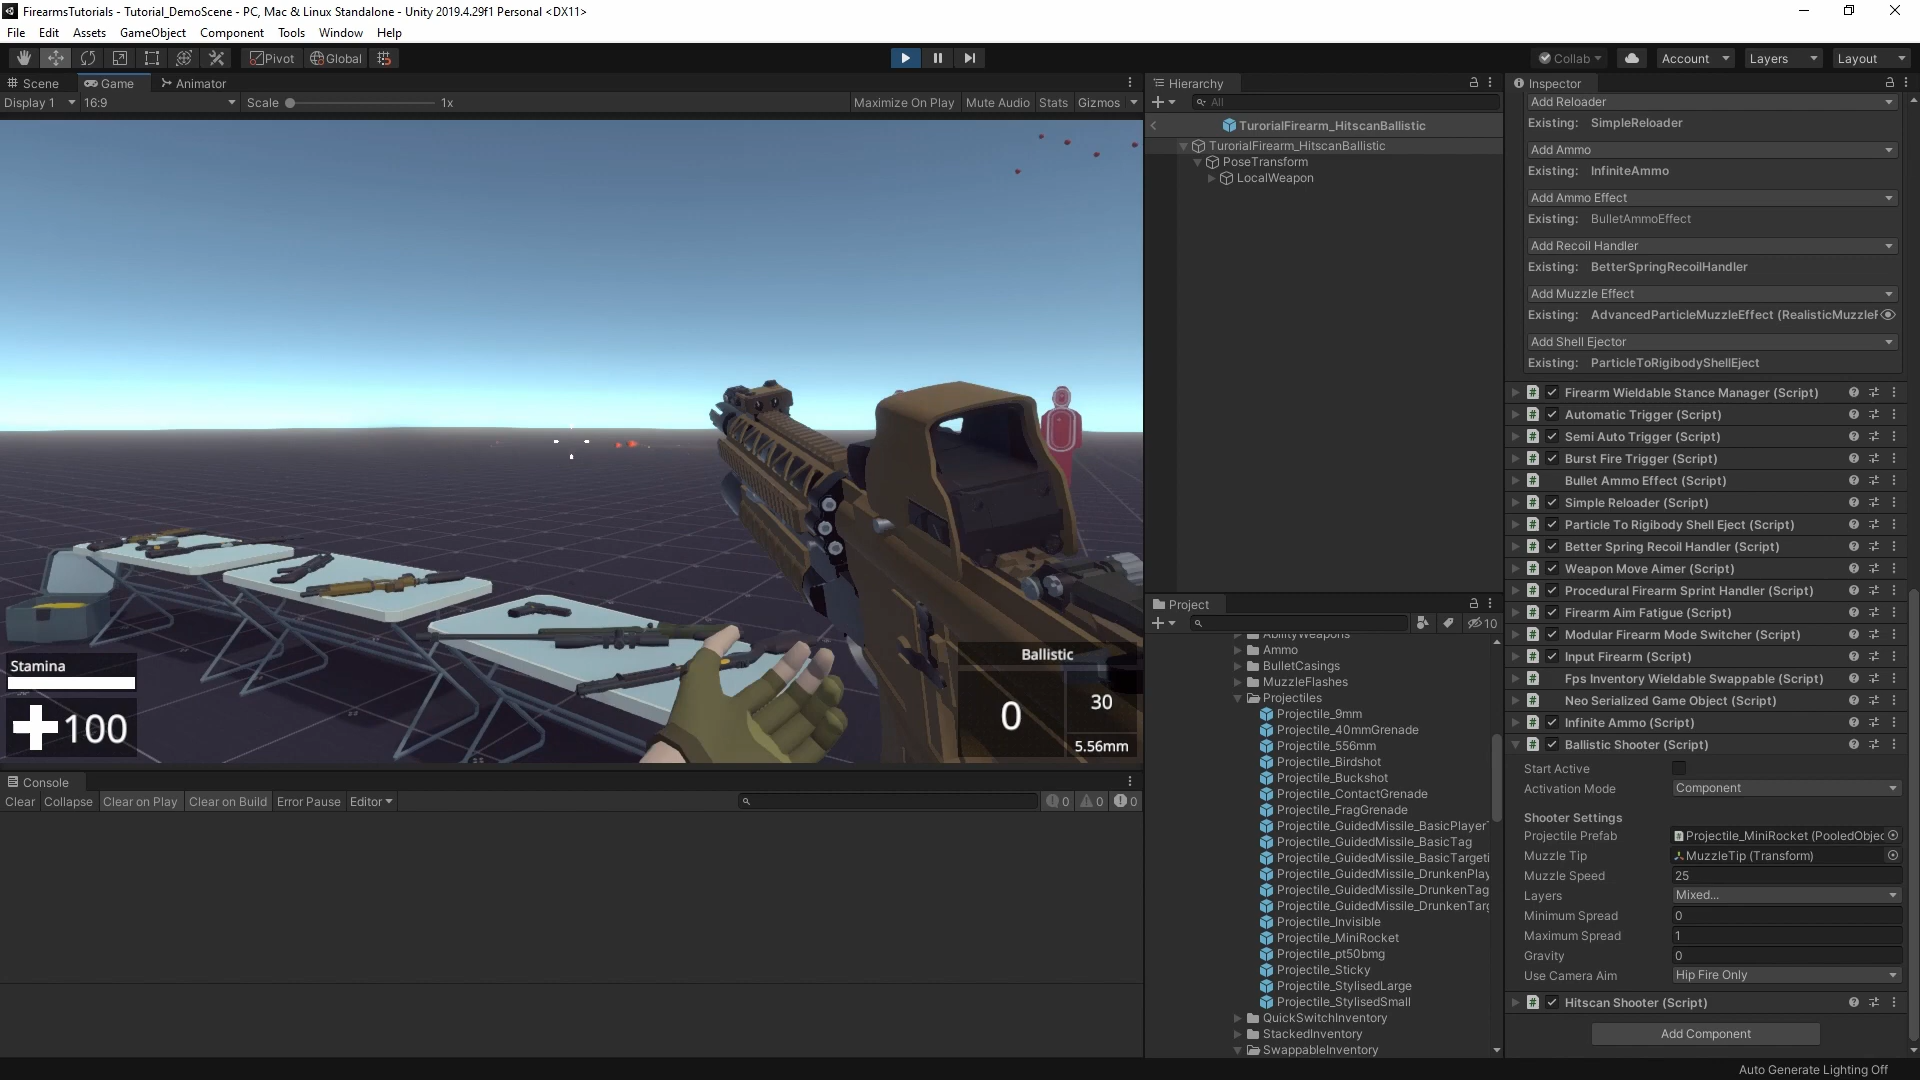 FirearmsTutorials - Tutorial_DemoScene - PC, Mac & Linux Standalone - Unity 2019.4.29f1 Personal <DX11>
File Edit Assets GameObject Component Tools Window Help
Pivot Global Collab Account Layers Layout
Scene Game Animator
Display 1 16:9 Scale 1x Maximize On Play Mute Audio Stats Gizmos
Stamina
100
Ballistic
0
30
5.56mm
Console
Clear Collapse Clear on Play Clear on Build Error Pause Editor 0 0 0
Hierarchy
All
TurorialFirearm_HitscanBallistic
TurorialFirearm_HitscanBallistic
PoseTransform
LocalWeapon
Project
10
AbilityWeapons
Ammo
BulletCasings
MuzzleFlashes
Projectiles
Projectile_9mm
Projectile_40mmGrenade
Projectile_556mm
Projectile_Birdshot
Projectile_Buckshot
Projectile_ContactGrenade
Projectile_FragGrenade
Projectile_GuidedMissile_BasicPlayer
Projectile_GuidedMissile_BasicTag
Projectile_GuidedMissile_BasicTargeti
Projectile_GuidedMissile_DrunkenPlay
Projectile_GuidedMissile_DrunkenTag
Projectile_GuidedMissile_DrunkenTarg
Projectile_Invisible
Projectile_MiniRocket
Projectile_pt50bmg
Projectile_Sticky
Projectile_StylisedLarge
Projectile_StylisedSmall
QuickSwitchInventory
StackedInventory
SwappableInventory
Inspector
Add Reloader
Existing: SimpleReloader
Add Ammo
Existing: InfiniteAmmo
Add Ammo Effect
Existing: BulletAmmoEffect
Add Recoil Handler
Existing: BetterSpringRecoilHandler
Add Muzzle Effect
Existing: AdvancedParticleMuzzleEffect (RealisticMuzzleF
Add Shell Ejector
Existing: ParticleToRigibodyShellEject
Firearm Wieldable Stance Manager (Script)
Automatic Trigger (Script)
Semi Auto Trigger (Script)
Burst Fire Trigger (Script)
Bullet Ammo Effect (Script)
Simple Reloader (Script)
Particle To Rigibody Shell Eject (Script)
Better Spring Recoil Handler (Script)
Weapon Move Aimer (Script)
Procedural Firearm Sprint Handler (Script)
Firearm Aim Fatigue (Script)
Modular Firearm Mode Switcher (Script)
Input Firearm (Script)
Fps Inventory Wieldable Swappable (Script)
Neo Serialized Game Object (Script)
Infinite Ammo (Script)
Ballistic Shooter (Script)
Start Active
Activation Mode Component
Shooter Settings
Projectile Prefab Projectile_MiniRocket (PooledObjec
Muzzle Tip MuzzleTip (Transform)
Muzzle Speed 25
Layers Mixed...
Minimum Spread 0
Maximum Spread 1
Gravity 0
Use Camera Aim Hip Fire Only
Hitscan Shooter (Script)
Add Component
Auto Generate Lighting Off